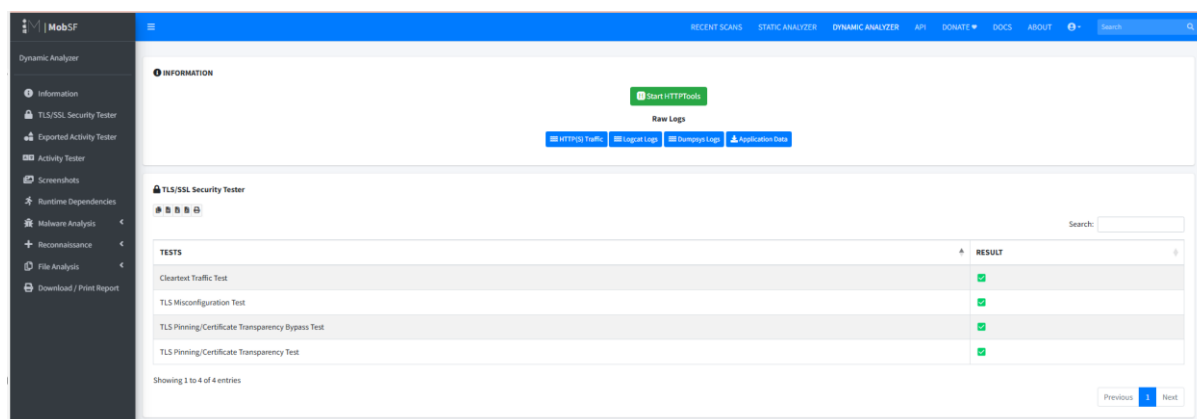 MobSF
RECENT SCANS STATIC ANALYZER DYNAMIC ANALYZER API DONATE DOCS ABOUT Search
Dynamic Analyzer
Information
TLS/SSL Security Tester
Exported Activity Tester
Activity Tester
Screenshots
Runtime Dependencies
Malware Analysis
Reconnaissance
File Analysis
Download / Print Report
INFORMATION
Start HTTPTools
Raw Logs
HTTP(S) Traffic Logcat Logs Dumpsys Logs Application Data
TLS/SSL Security Tester
Search:
TESTS RESULT
Cleartext Traffic Test
TLS Misconfiguration Test
TLS Pinning/Certificate Transparency Bypass Test
TLS Pinning/Certificate Transparency Test
Showing 1 to 4 of 4 entries
Previous 1 Next